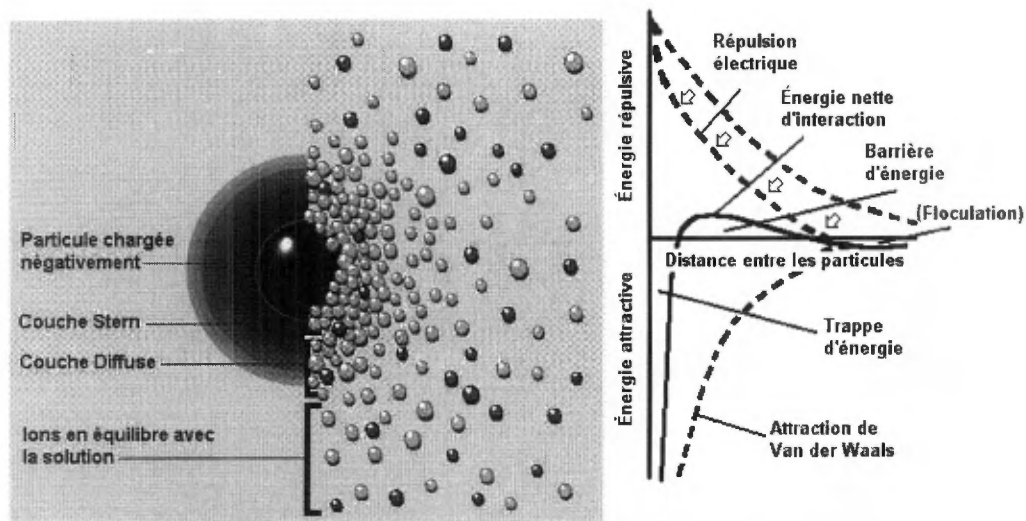 Particule chargée
nègativement
Couche Stern
Couche Diffuse
Ions en équilibre avec
la solution
Énergie répulsive
Énergie attractive
Répulsion
électrique
Énergie nette
d'interaction
Barrière
d'énergie
(Floculation)
Distance entre les particules
Trappe
d'énergie
Attraction de
Van der Waals